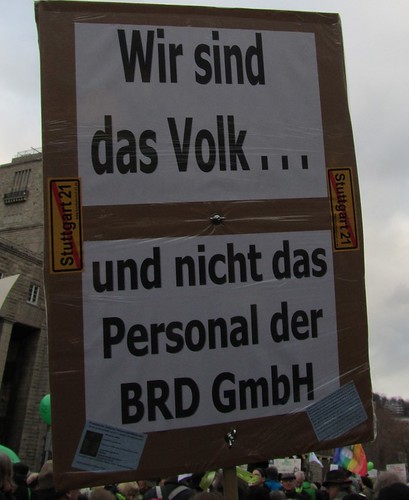 Wir sind
das Volk . . .
Stuttgart 21
Stuttgart 21
und nicht das
Personal der
BRD GmbH